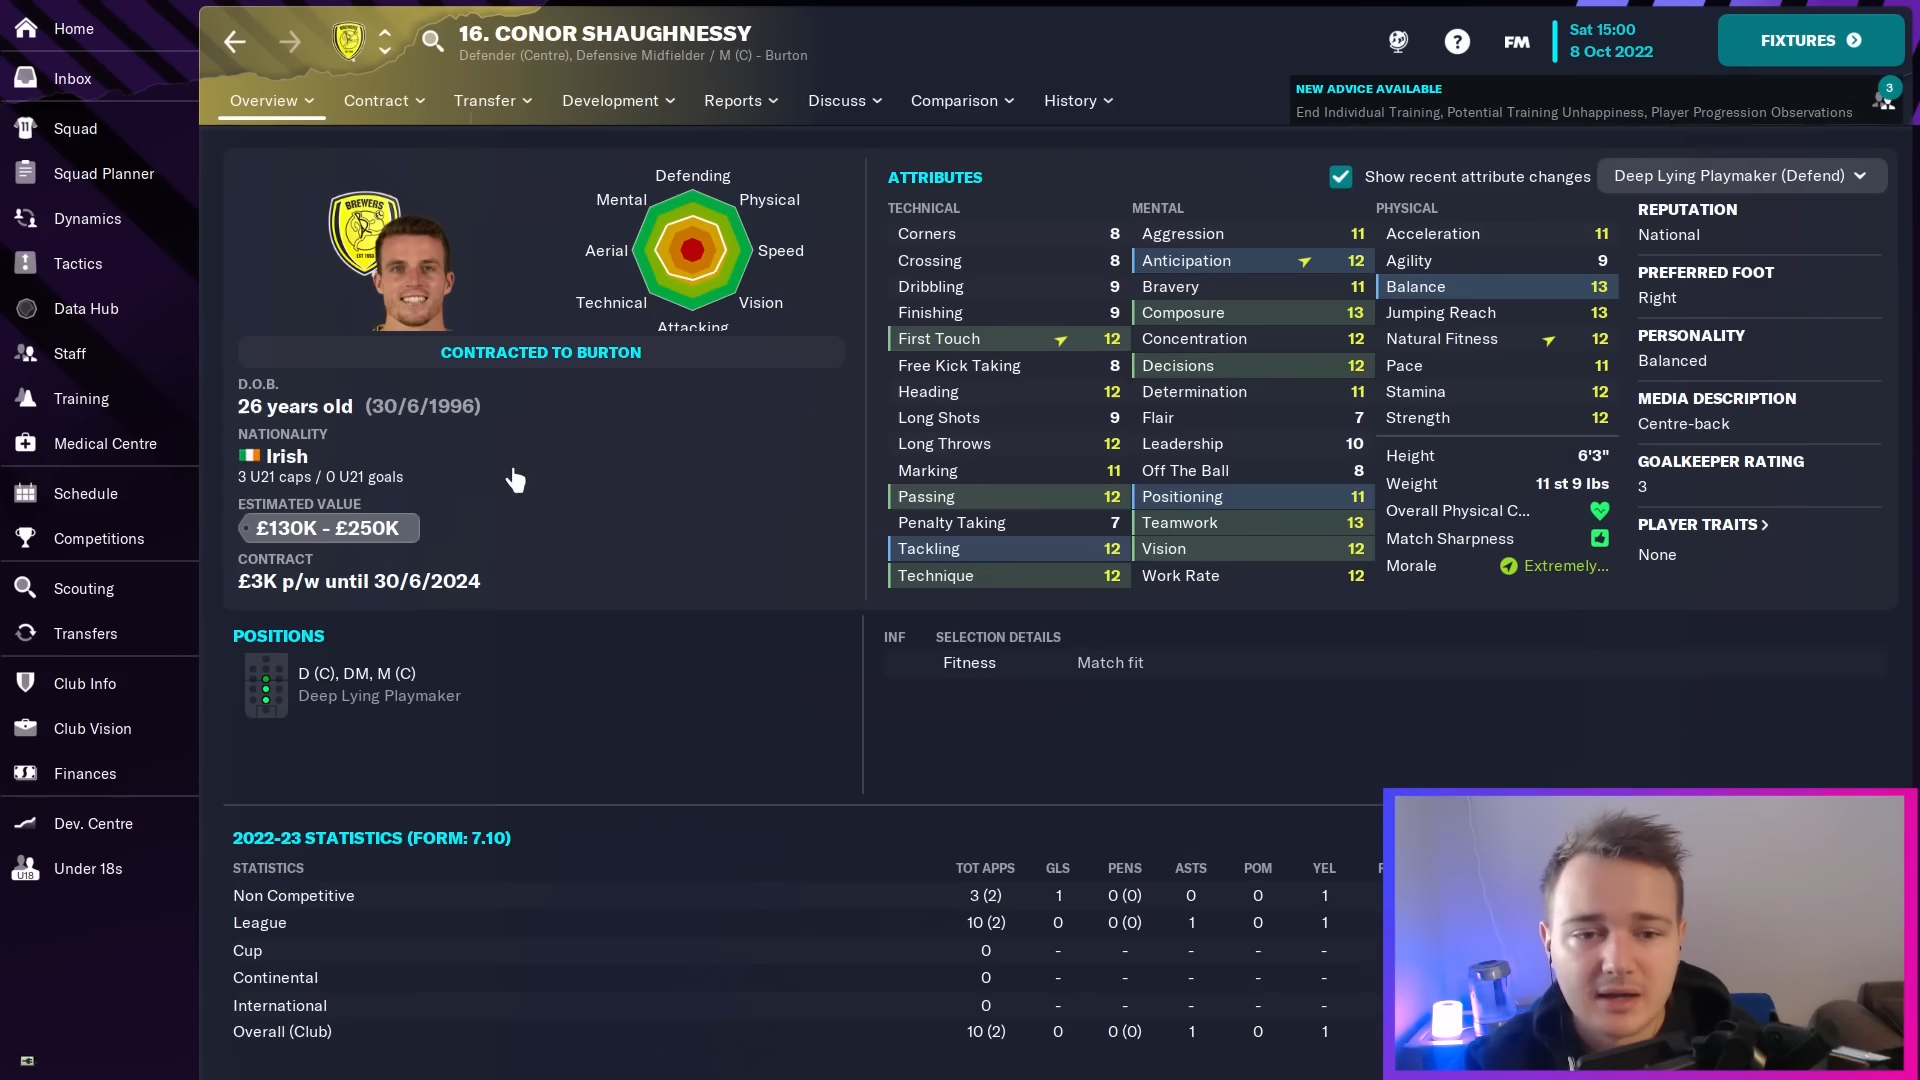 Home
Inbox
Squad
Squad Planner
Dynamics
Tactics
Data Hub
Staff
Training
Medical Centre
Schedule
Competitions
Scouting
Transfers
Club Info
Club Vision
Finances
Dev. Centre
U18
Under 18s
16. CONOR SHAUGHNESSY
Defender (Centre), Defensive Midfielder / M (C) - Burton
?
FM
Sat 15:00
8 Oct 2022
FIXTURES
Overview
Contract
Transfer
Development
Reports
Discuss
Comparison
History
NEW ADVICE AVAILABLE
End Individual Training, Potential Training Unhappiness, Player Progression Observations
3
BREWERS
Defending
Mental
Physical
Aerial
Speed
Technical
Vision
Attacking
CONTRACTED TO BURTON
D.O.B.
26 years old (30/6/1996)
NATIONALITY
Irish
3 U21 caps / 0 U21 goals
ESTIMATED VALUE
£130K - £250K
CONTRACT
£3K p/w until 30/6/2024
ATTRIBUTES
Show recent attribute changes
Deep Lying Playmaker (Defend)
TECHNICAL
Corners 8
Crossing 8
Dribbling 9
Finishing 9
First Touch 12
Free Kick Taking 8
Heading 12
Long Shots 9
Long Throws 12
Marking 11
Passing 12
Penalty Taking 7
Tackling 12
Technique 12
MENTAL
Aggression 11
Anticipation 12
Bravery 11
Composure 13
Concentration 12
Decisions 12
Determination 11
Flair 7
Leadership 10
Off The Ball 8
Positioning 11
Teamwork 13
Vision 12
Work Rate 12
PHYSICAL
Acceleration 11
Agility 9
Balance 13
Jumping Reach 13
Natural Fitness 12
Pace 11
Stamina 12
Strength 12
Height 6'3"
Weight 11 st 9 lbs
Overall Physical C...
Match Sharpness
Morale Extremely...
REPUTATION
National
PREFERRED FOOT
Right
PERSONALITY
Balanced
MEDIA DESCRIPTION
Centre-back
GOALKEEPER RATING
3
PLAYER TRAITS
None
POSITIONS
D (C), DM, M (C)
Deep Lying Playmaker
INF SELECTION DETAILS
Fitness Match fit
2022-23 STATISTICS (FORM: 7.10)
STATISTICS TOT APPS GLS PENS ASTS POM YEL
Non Competitive 3 (2) 1 0 (0) 0 0 1
League 10 (2) 0 0 (0) 1 0 1
Cup 0 - - - - -
Continental 0 - - - - -
International 0 - - - - -
Overall (Club) 10 (2) 0 0 (0) 1 0 1